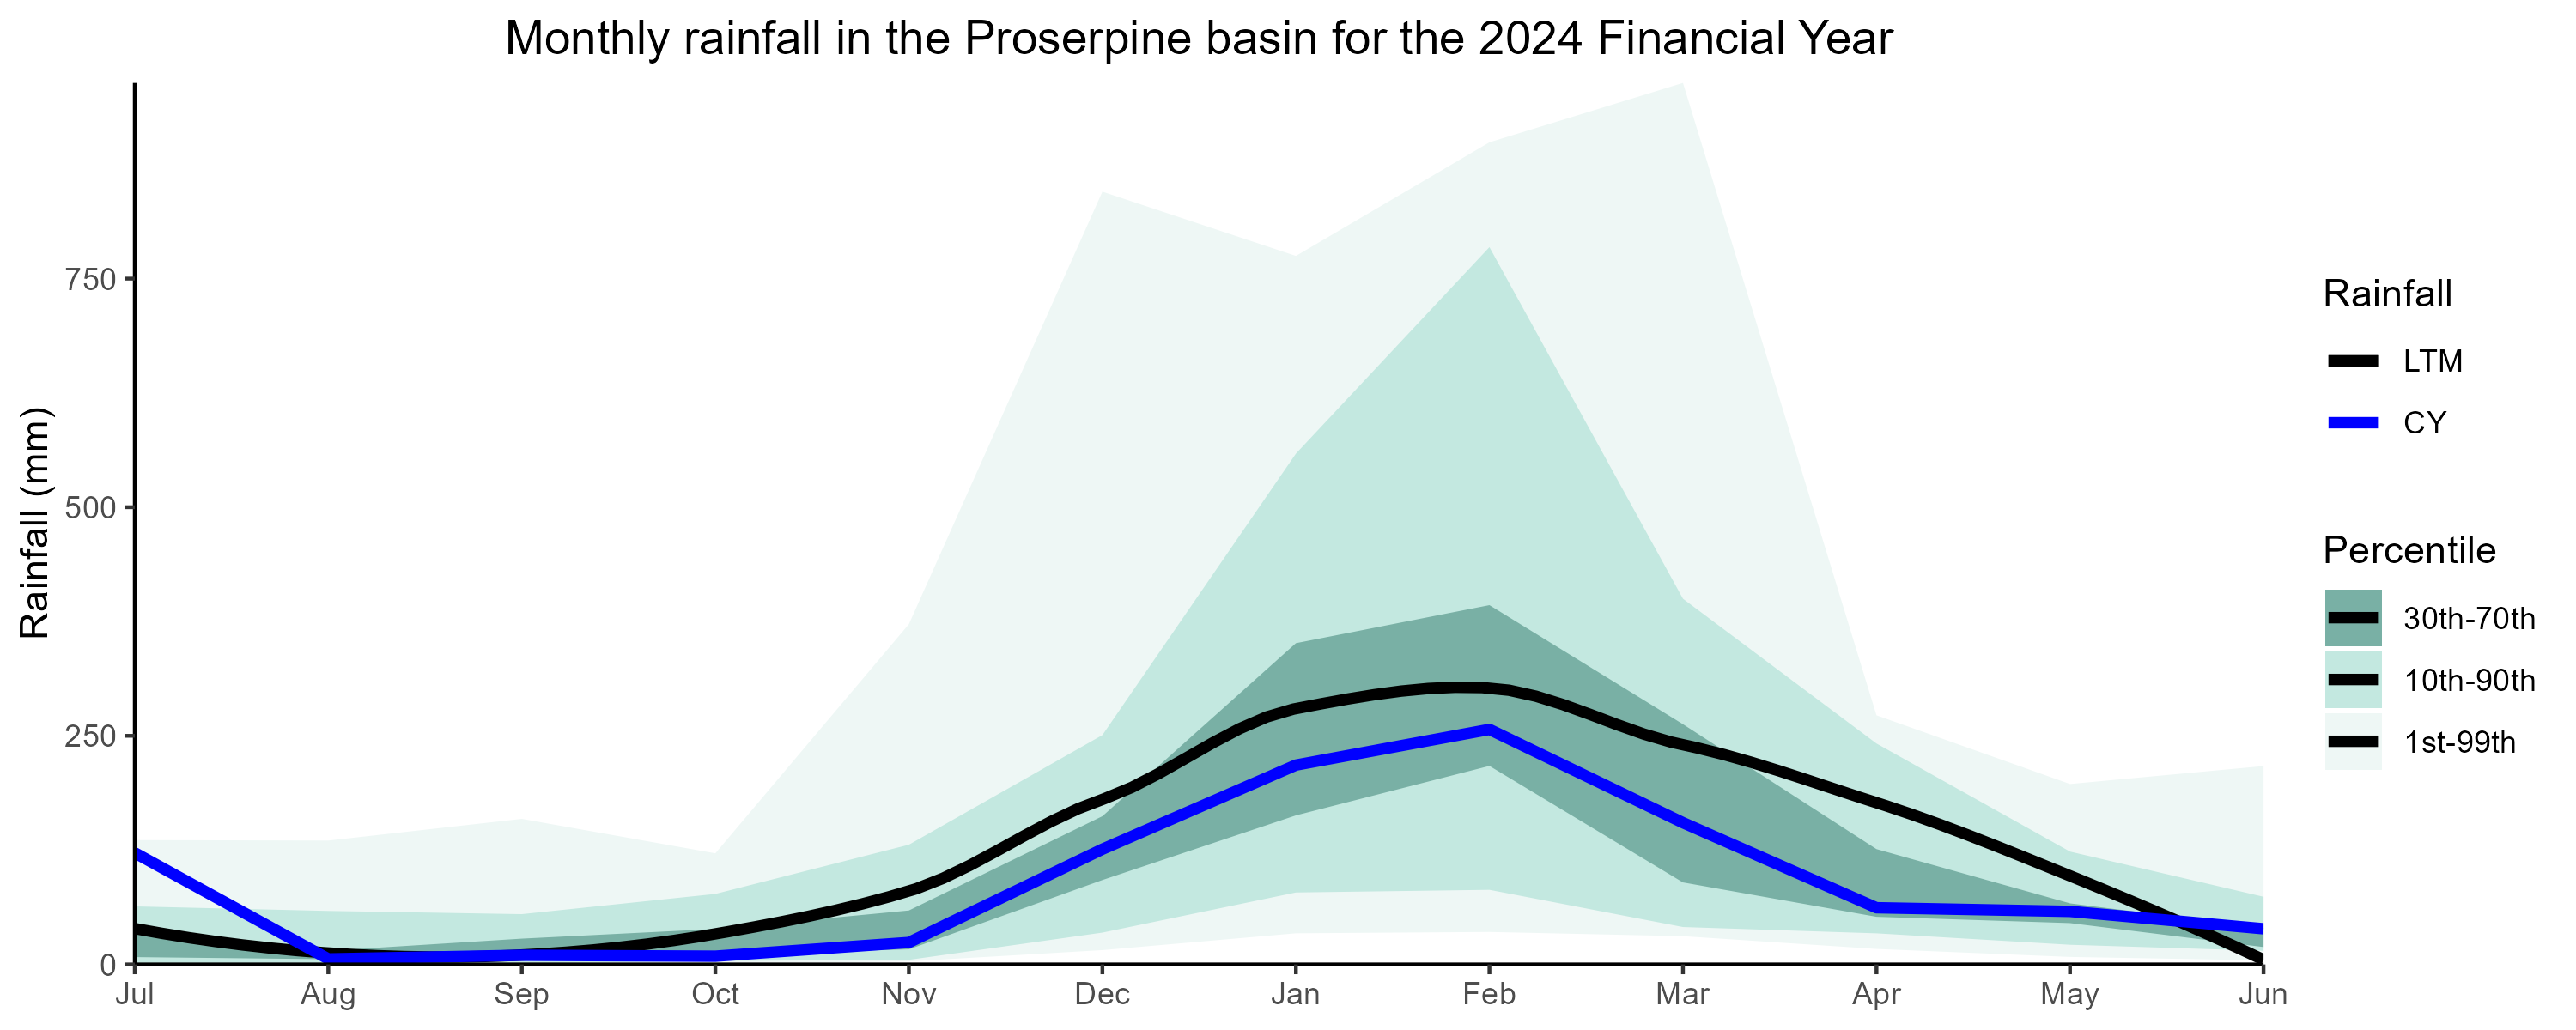 Monthly rainfall in the Proserpine basin for the 2024 Financial Year
Rainfall (mm)
750
500
250
0
Jul Aug Sep Oct Nov Dec Jan Feb Mar Apr May Jun
Rainfall
LTM
CY
Percentile
30th-70th
10th-90th
1st-99th